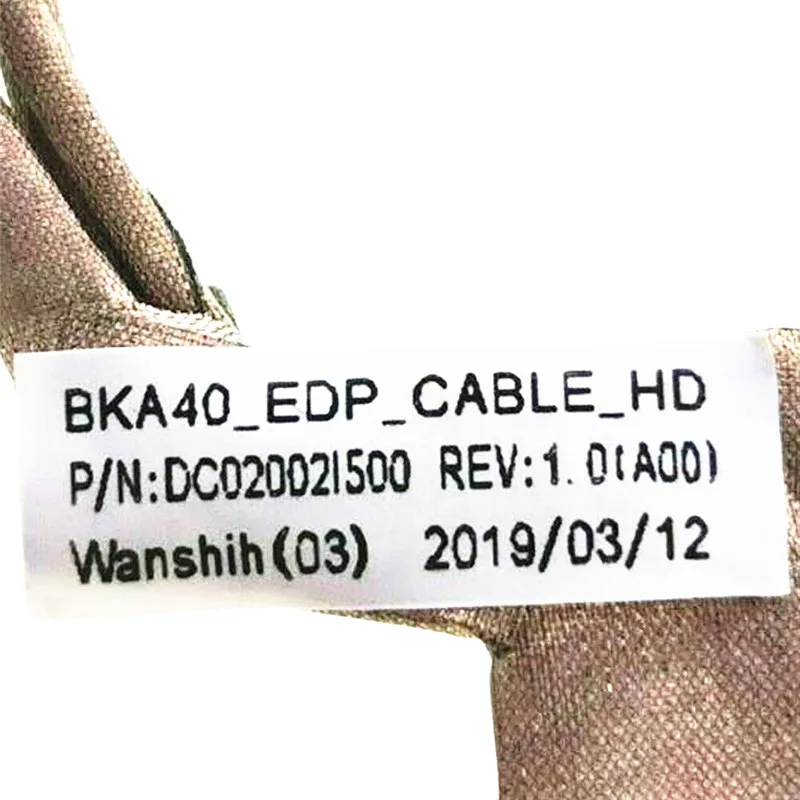 BKA40_EDP_CABLE_HD
P/N:DC02002I500 REV:1.0(A00)
Wanshih(03) 2019/03/12